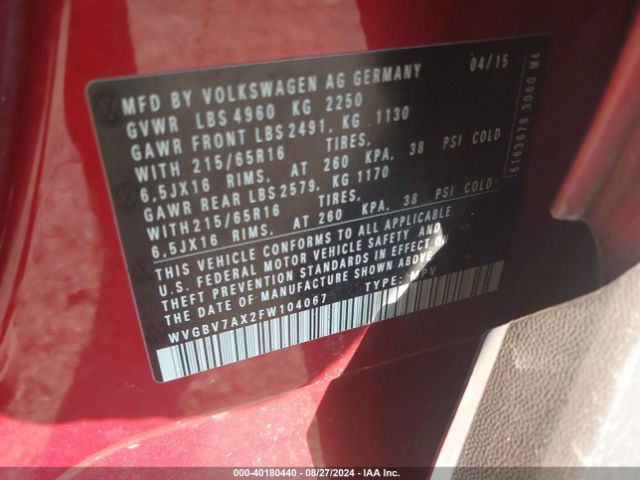 MFD BY VOLKSWAGEN AG GERMANY 04/15
GVWR LBS 4960 KG 2250
GAWR FRONT LBS 2491, KG 1130
WITH 215/65R16 TIRES,
6,5JX16 RIMS, AT 260 KPA, 38 PSI COLD
GAWR REAR LBS 2579, KG 1170
WITH 215/65R16 TIRES,
6,5JX16 RIMS, AT 260 KPA, 38 PSI COLD
THIS VEHICLE CONFORMS TO ALL APPLICABLE
U.S. FEDERAL MOTOR VEHICLE SAFETY AND
THEFT PREVENTION STANDARDS IN EFFECT ON
THE DATE OF MANUFACTURE SHOWN ABOVE
WVGBV7AX2FW104067 TYPE: MPV
6163678 3060 M4
000-40180440 - 08/27/2024 - IAA Inc.